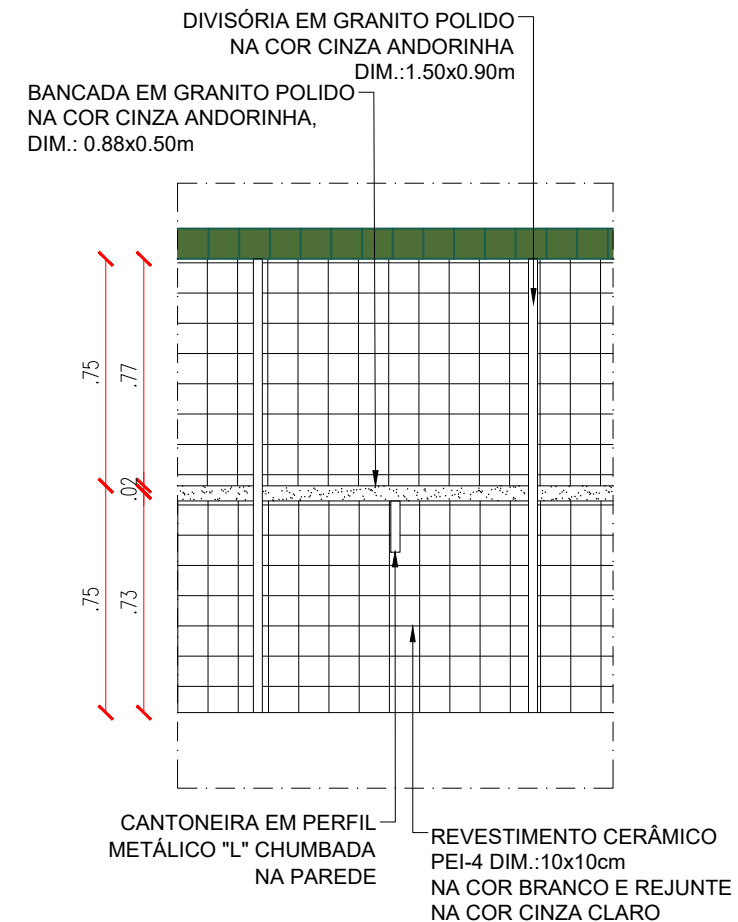 DIVISÓRIA EM GRANITO POLIDO
NA COR CINZA ANDORINHA
DIM.:1.50x0.90m
BANCADA EM GRANITO POLIDO
NA COR CINZA ANDORINHA,
DIM.: 0.88x0.50m
.75
.77
.02
.75
.73
CANTONEIRA EM PERFIL
METÁLICO "L" CHUMBADA
NA PAREDE
REVESTIMENTO CERÂMICO
PEI-4 DIM.:10x10cm
NA COR BRANCO E REJUNTE
NA COR CINZA CLARO